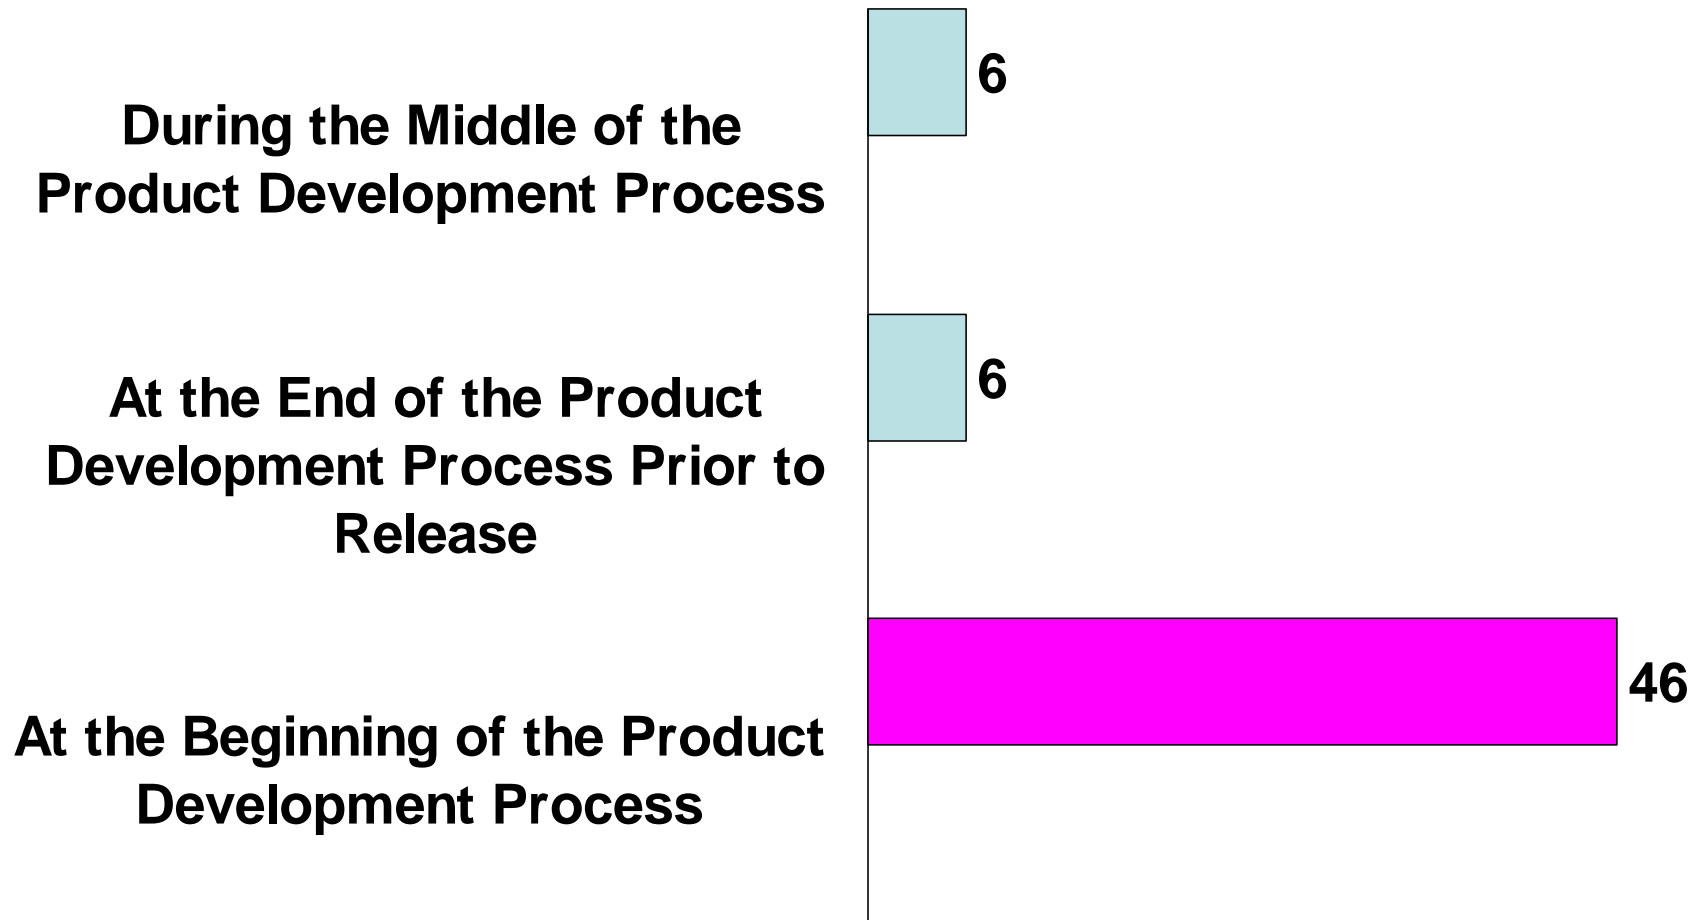 6
During the Middle of the
Product Development Process
6
At the End of the Product
Development Process Prior to
Release
46
At the Beginning of the Product
Development Process